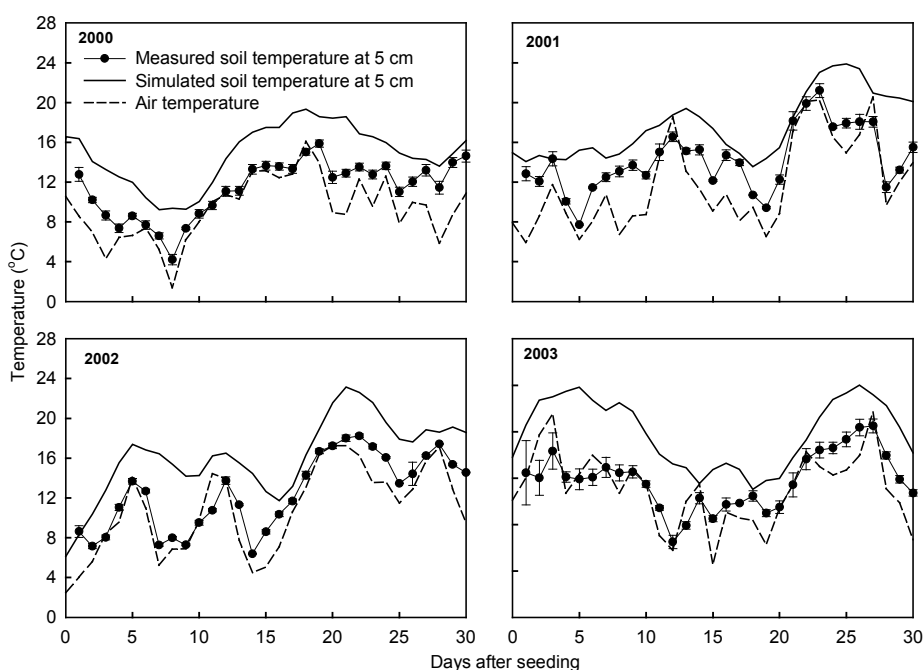 28
24
20
16
12
8
4
0
2000
Measured soil temperature at 5 cm
Simulated soil temperature at 5 cm
Air temperature
2001
Temperature (°C)
28
24
20
16
12
8
4
0
2002
0 5 10 15 20 25 30
2003
0 5 10 15 20 25 30
Days after seeding